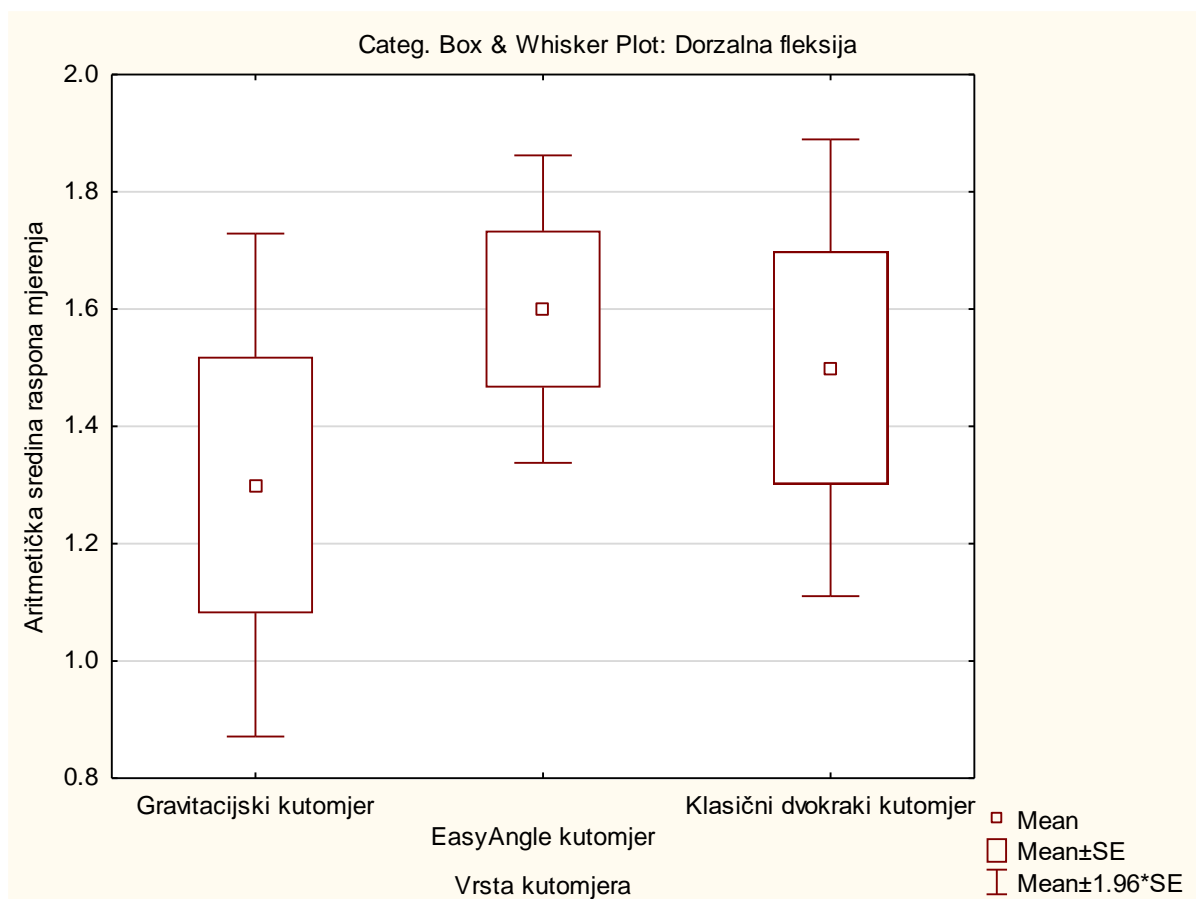 Categ. Box & Whisker Plot: Dorzalna fleksija
Aritmetička sredina raspona mjerenja
2.0
1.8
1.6
1.4
1.2
1.0
0.8
Gravitacijski kutomjer
EasyAngle kutomjer
Klasični dvokraki kutomjer
Vrsta kutomjera
Mean
Mean±SE
Mean±1.96*SE